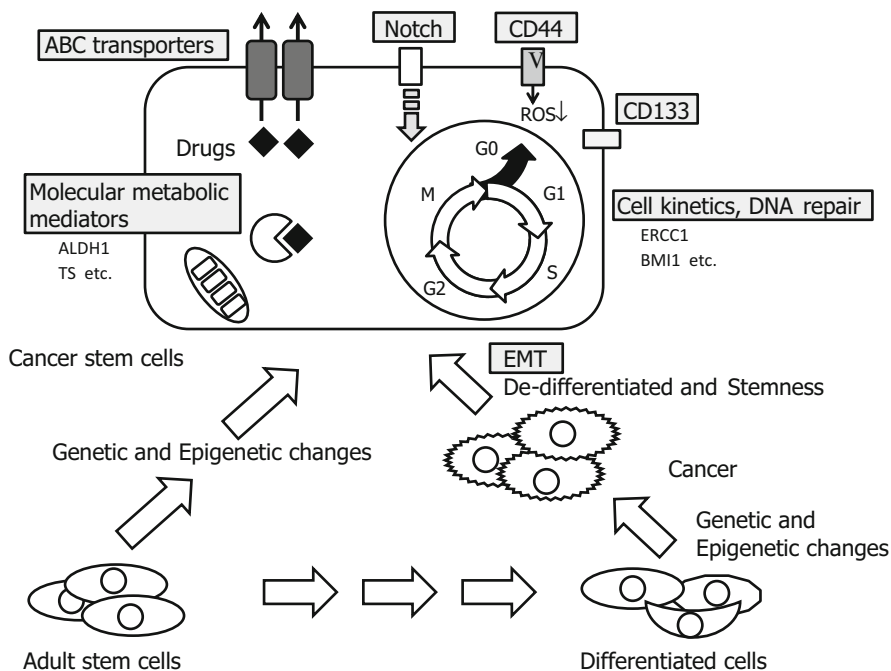 ABC transporters
Notch
CD44
V
ROS↓
CD133
Drugs
G0
G1
M
S
G2
Molecular metabolic
mediators
ALDH1
TS etc.
Cell kinetics, DNA repair
ERCC1
BMI1 etc.
Cancer stem cells
EMT
De-differentiated and Stemness
Genetic and Epigenetic changes
Cancer
Genetic and
Epigenetic changes
Adult stem cells
Differentiated cells